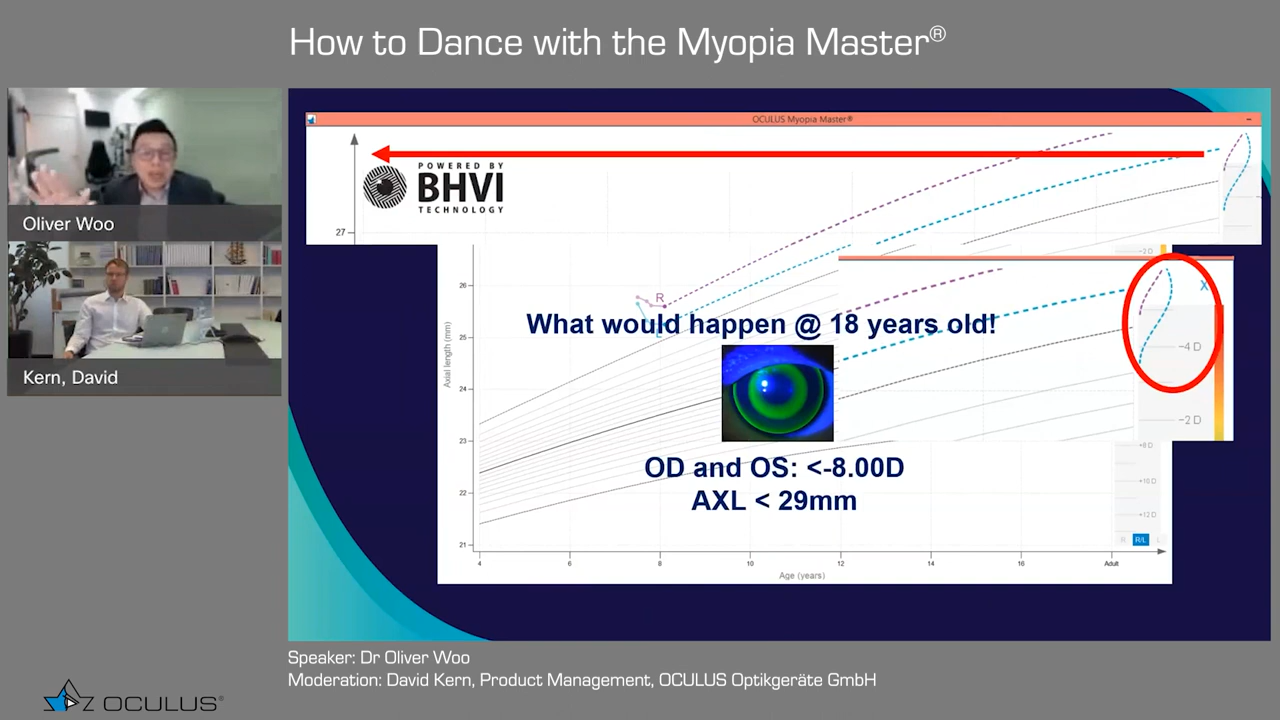 How to Dance with the Myopia Master®
Oliver Woo
Kern, David
OCULUS Myopia Master®
POWERED BY
BHVI
TECHNOLOGY
27
-2 D
26
R
X
What would happen @ 18 years old!
25
L
-4 D
Axial length (mm)
24
-2 D
23
+8 D
OD and OS: <-8.00D
+10 D
22
AXL < 29mm
+12 D
21
R R/L L
4 6 8 10 12 14 16 Adult
Age (years)
Speaker: Dr Oliver Woo
Moderation: David Kern, Product Management, OCULUS Optikgeräte GmbH
OCULUS®